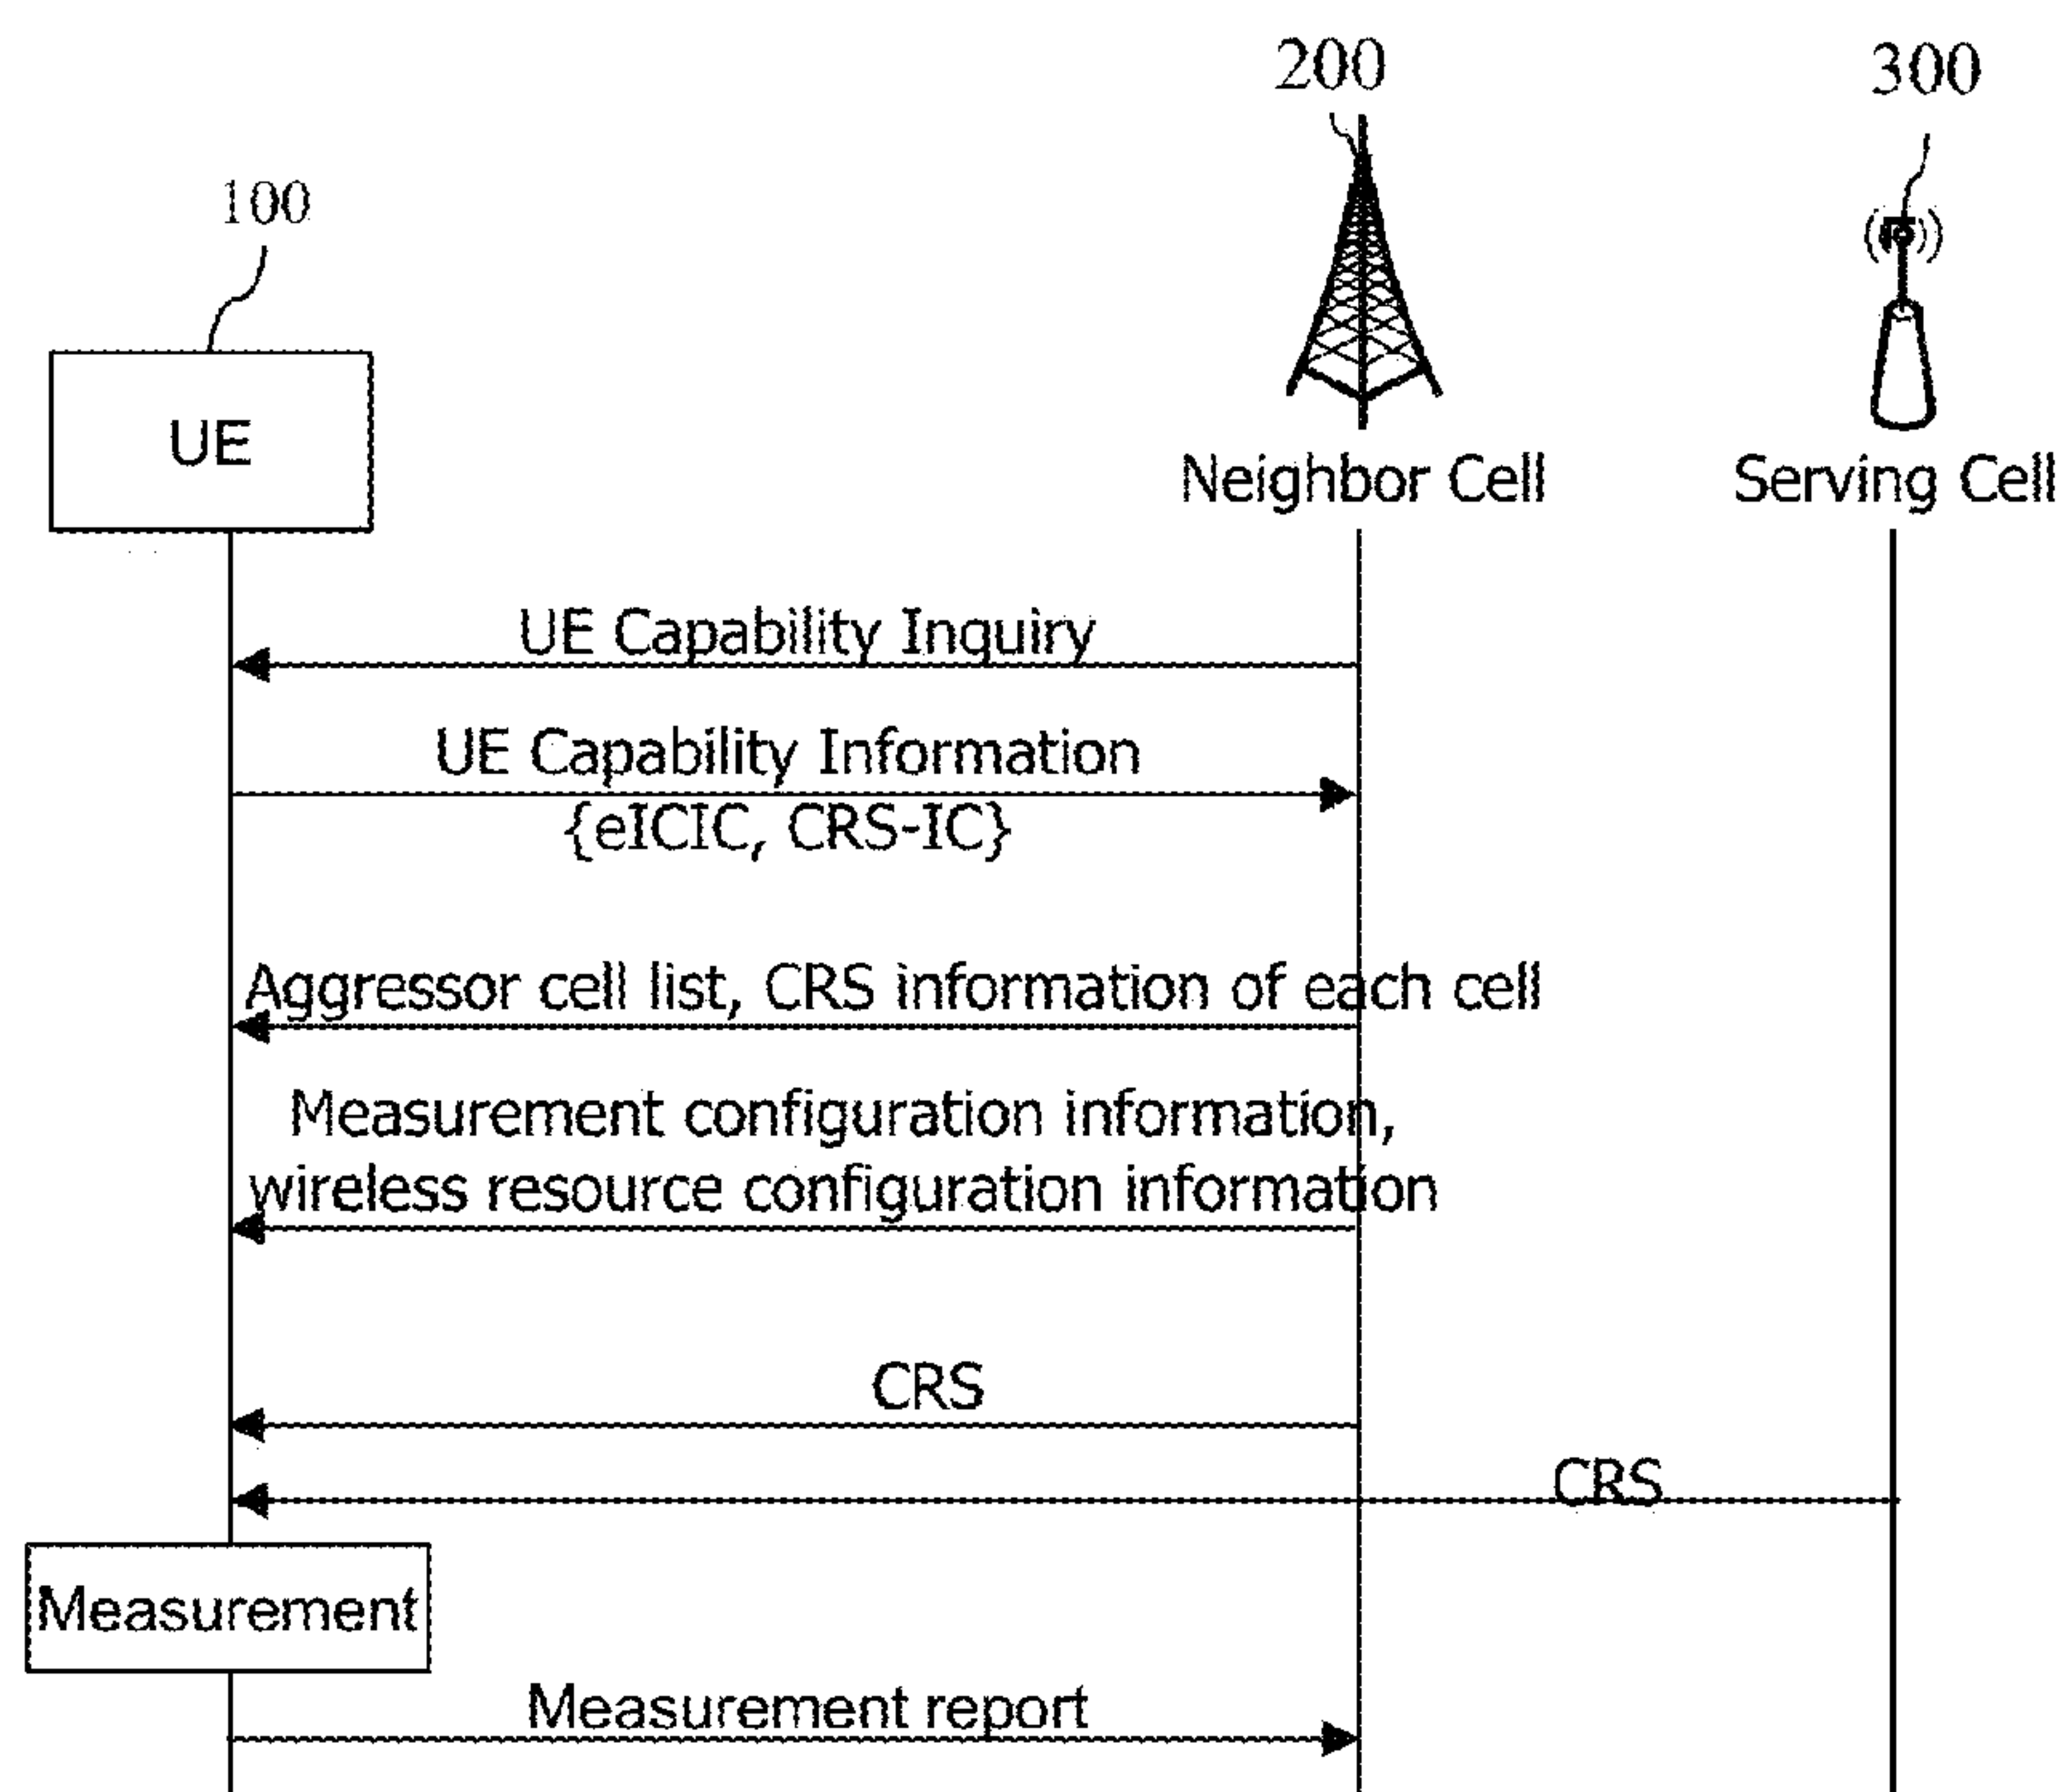 200
300
100
UE
Neighbor Cell
Serving Cell
UE Capability Inquiry
UE Capability Information
{eICIC, CRS-IC}
Aggressor cell list, CRS information of each cell
Measurement configuration information,
wireless resource configuration information
CRS
CRS
Measurement
Measurement report